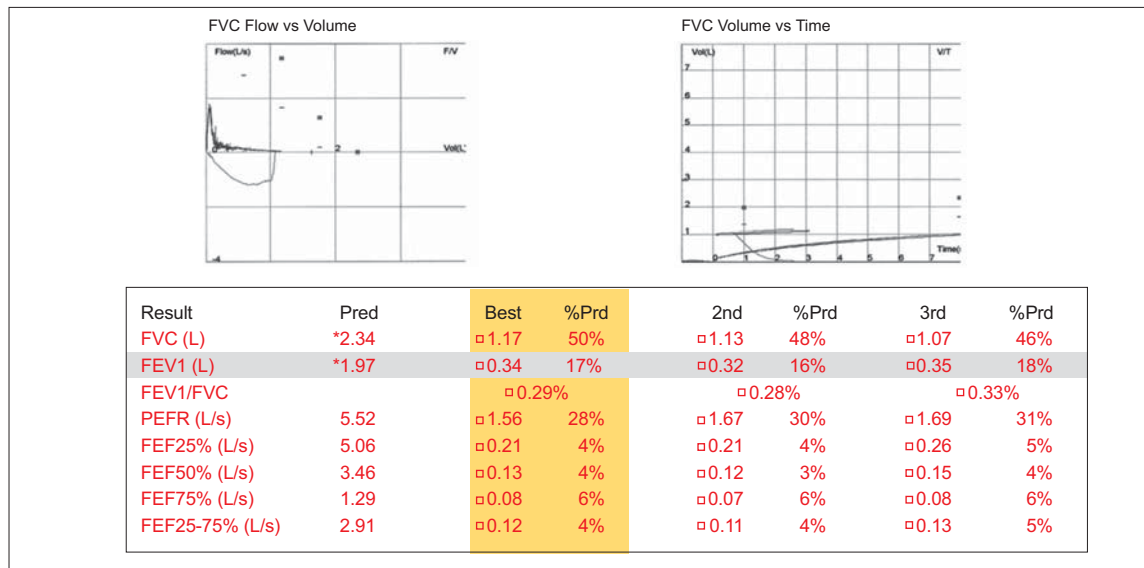 FVC Flow vs Volume
FVC Volume vs Time
Flow(L/s) F/V
2 Vol(L
-4
Vol(L) V/T
7
6
5
4
3
2
1
Time(
0 1 2 3 4 5 6 7
Result Pred Best %Prd 2nd %Prd 3rd %Prd
FVC (L) *2.34 1.17 50% 1.13 48% 1.07 46%
FEV1 (L) *1.97 0.34 17% 0.32 16% 0.35 18%
FEV1/FVC 0.29% 0.28% 0.33%
PEFR (L/s) 5.52 1.56 28% 1.67 30% 1.69 31%
FEF25% (L/s) 5.06 0.21 4% 0.21 4% 0.26 5%
FEF50% (L/s) 3.46 0.13 4% 0.12 3% 0.15 4%
FEF75% (L/s) 1.29 0.08 6% 0.07 6% 0.08 6%
FEF25-75% (L/s) 2.91 0.12 4% 0.11 4% 0.13 5%